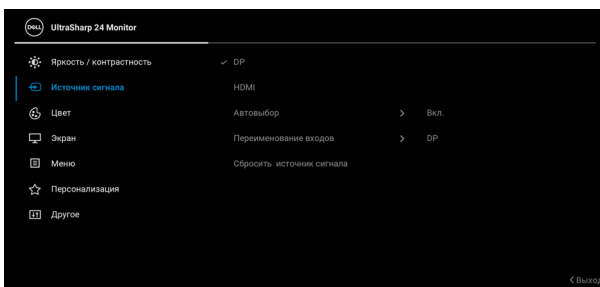 DELL UltraSharp 24 Monitor
Яркость / контрастность DP
Источник сигнала HDMI
Цвет Автовыбор Вкл.
Экран Переименование входов DP
Меню Сбросить источник сигнала
Персонализация
Другое
Выход